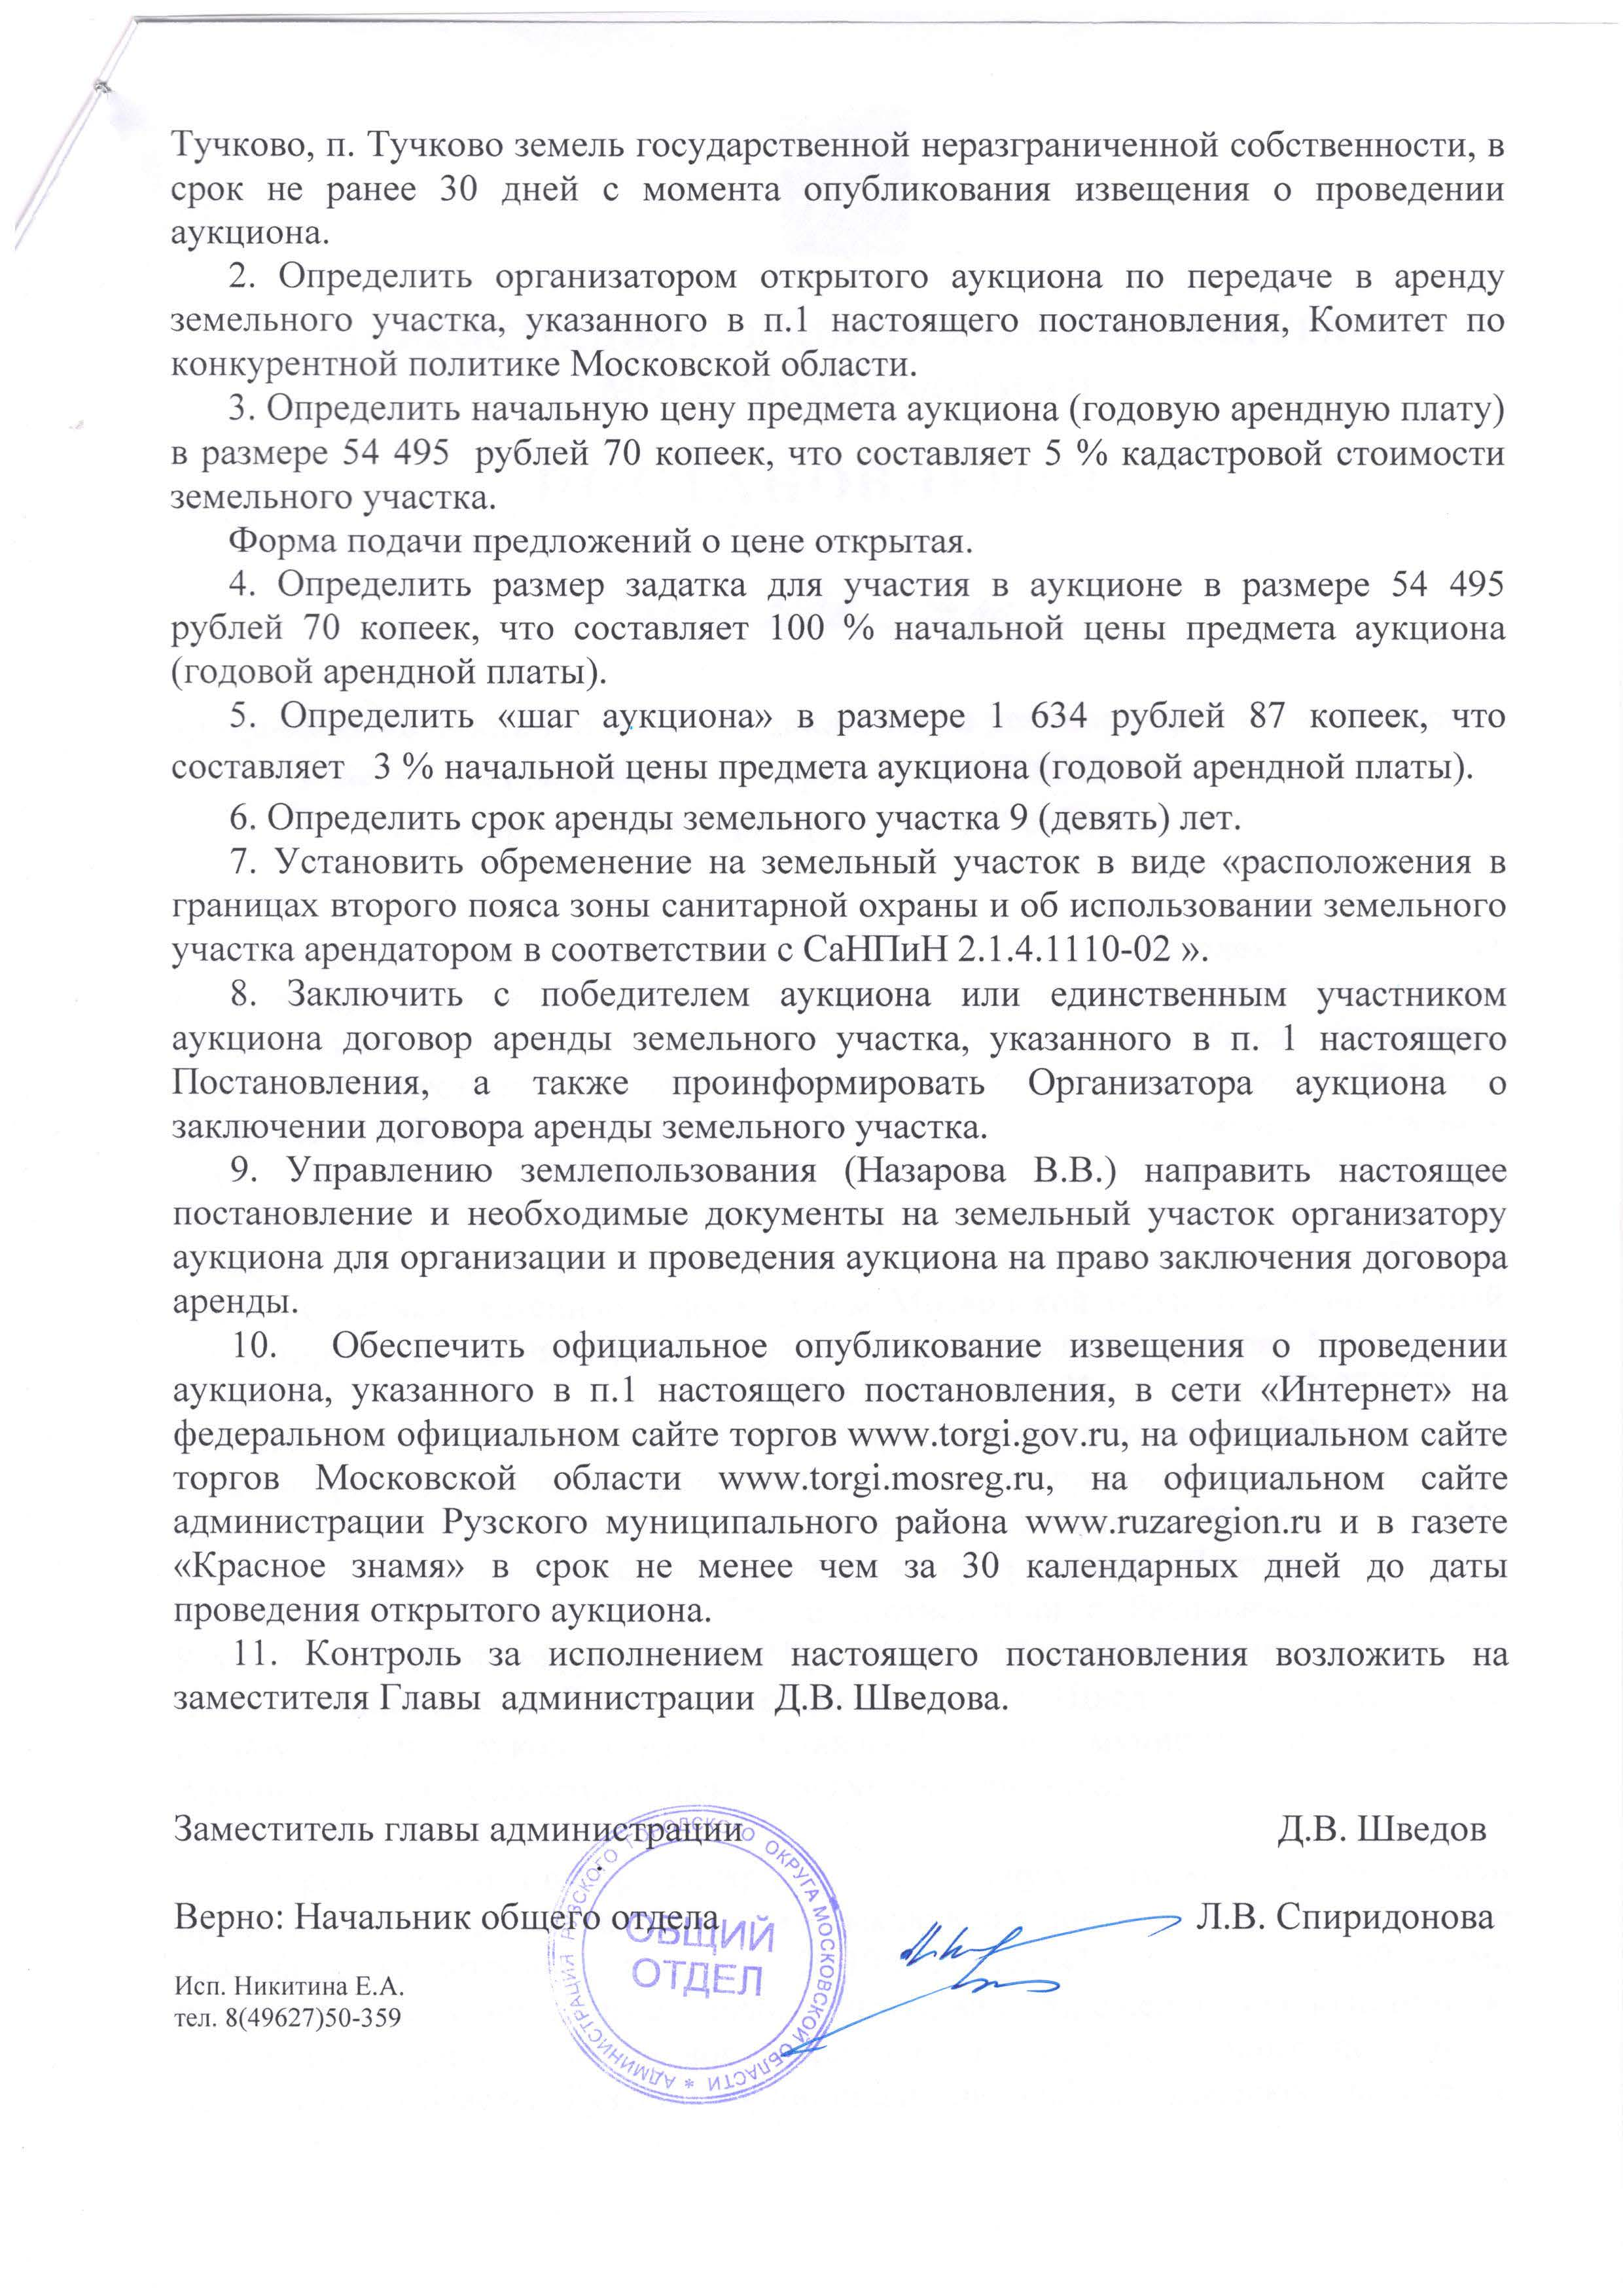 Тучково, п. Тучково земель государственной неразграниченной собственности, в
срок не ранее 30 дней с момента опубликования извещения о проведении
аукциона.
2. Определить организатором открытого аукциона по передаче в аренду
земельного участка, указанного в п.1 настоящего постановления, Комитет по
конкурентной политике Московской области.
3. Определить начальную цену предмета аукциона (годовую арендную плату)
в размере 54 495 рублей 70 копеек, что составляет 5 % кадастровой стоимости
земельного участка.
Форма подачи предложений о цене открытая.
4. Определить размер задатка для участия в аукционе в размере 54 495
рублей 70 копеек, что составляет 100 % начальной цены предмета аукциона
(годовой арендной платы).
5. Определить «шаг аукциона» в размере 1 634 рублей 87 копеек, что
составляет 3 % начальной цены предмета аукциона (годовой арендной платы).
6. Определить срок аренды земельного участка 9 (девять) лет.
7. Установить обременение на земельный участок в виде «расположения в
границах второго пояса зоны санитарной охраны и об использовании земельного
участка арендатором в соответствии с СаНПиН 2.1.4.1110-02 ».
8. Заключить с победителем аукциона или единственным участником
аукциона договор аренды земельного участка, указанного в п. 1 настоящего
Постановления, а также проинформировать Организатора аукциона о
заключении договора аренды земельного участка.
9. Управлению землепользования (Назарова В.В.) направить настоящее
постановление и необходимые документы на земельный участок организатору
аукциона для организации и проведения аукциона на право заключения договора
аренды.
10. Обеспечить официальное опубликование извещения о проведении
аукциона, указанного в п.1 настоящего постановления, в сети «Интернет» на
федеральном официальном сайте торгов www.torgi.gov.ru, на официальном сайте
торгов Московской области www.torgi.mosreg.ru, на официальном сайте
администрации Рузского муниципального района www.ruzaregion.ru и в газете
«Красное знамя» в срок не менее чем за 30 календарных дней до даты
проведения открытого аукциона.
11. Контроль за исполнением настоящего постановления возложить на
заместителя Главы администрации Д.В. Шведова.
Заместитель главы администрации Д.В. Шведов
Верно: Начальник общего отдела Л.В. Спиридонова
Исп. Никитина Е.А.
тел. 8(49627)50-359
АДМИНИСТРАЦИЯ РУЗСКОГО ГОРОДСКОГО ОКРУГА МОСКОВСКОЙ ОБЛАСТИ *
ОБЩИЙ
ОТДЕЛ